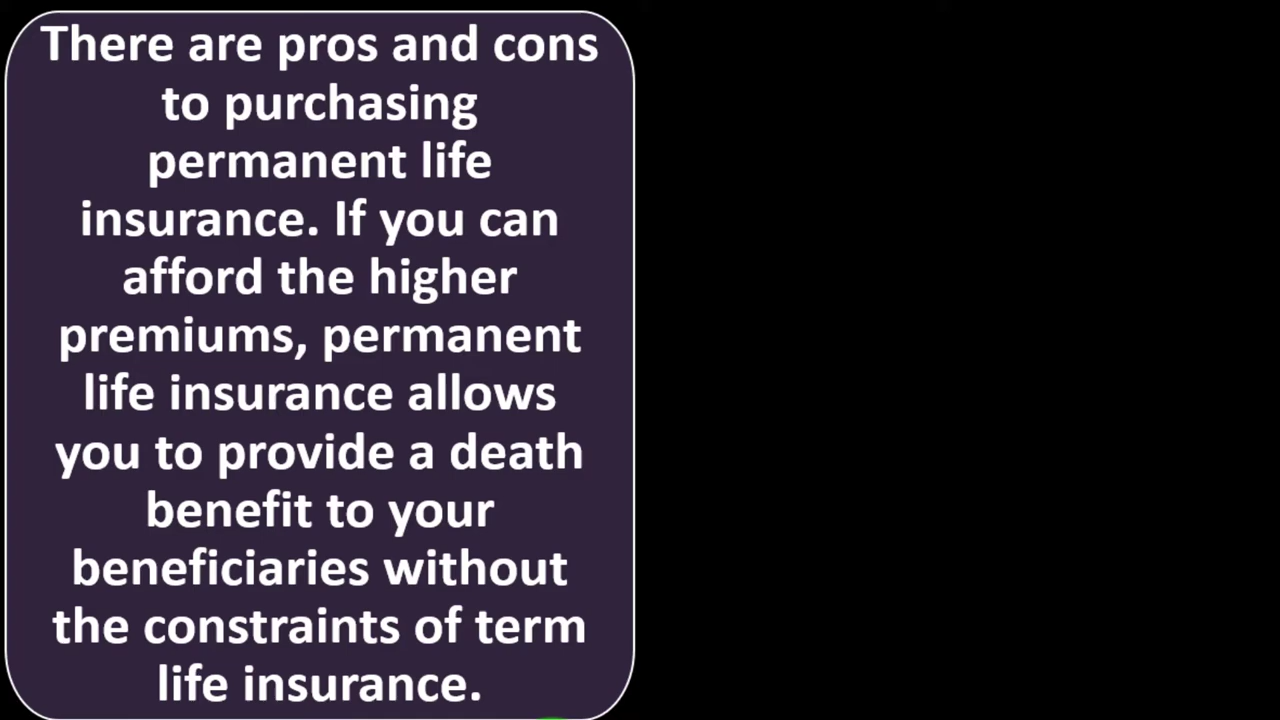 There are pros and cons
to purchasing
permanent life
insurance. If you can
afford the higher
premiums, permanent
life insurance allows
you to provide a death
benefit to your
beneficiaries without
the constraints of term
life insurance.